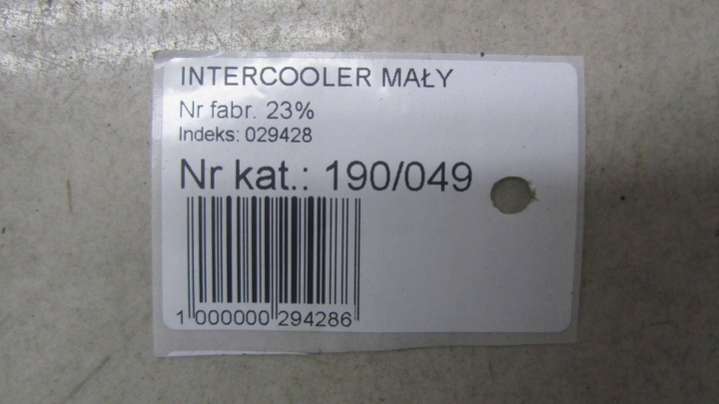 INTERCOOLER MAŁY
Nr fabr. 23%
Indeks: 029428
Nr kat.: 190/049
1 000000 294286